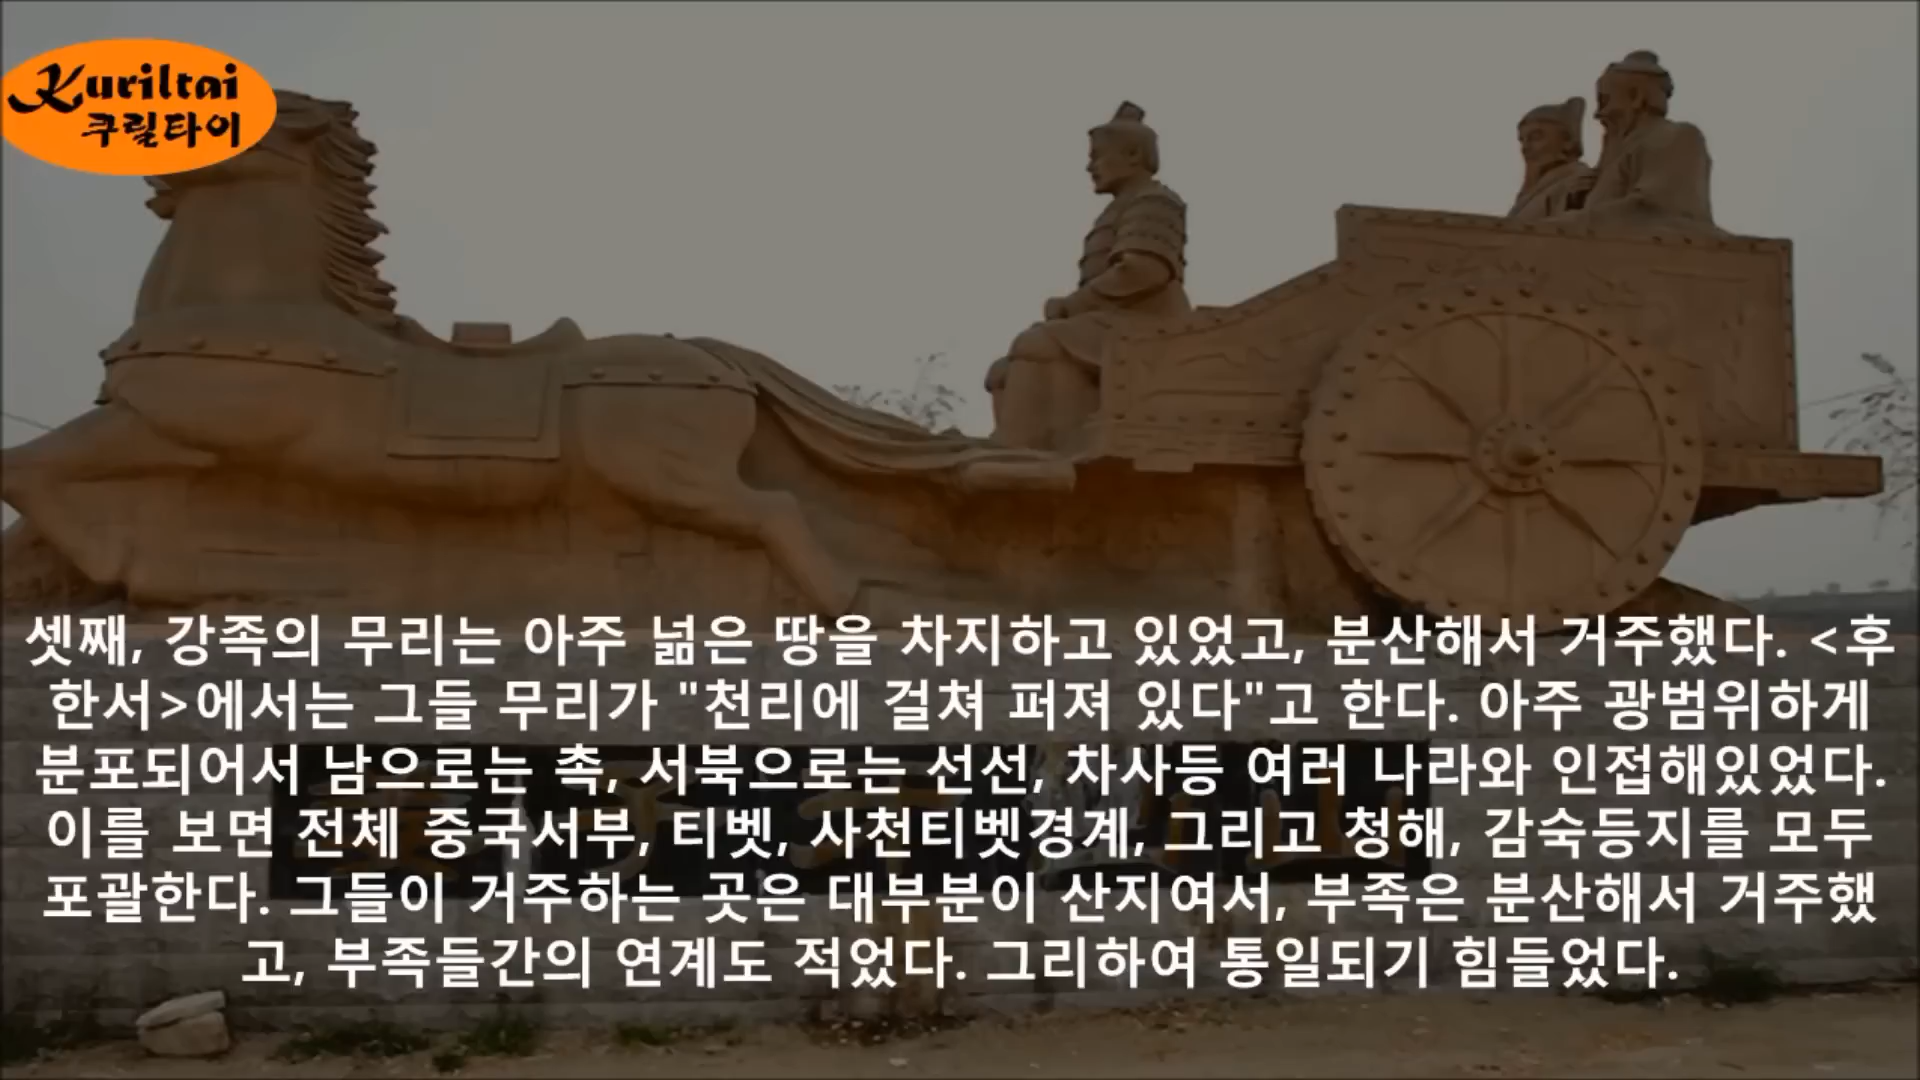 Kuriltai
쿠릴타이
셋째, 강족의 무리는 아주 넓은 땅을 차지하고 있었고, 분산해서 거주했다. <후
한서>에서는 그들 무리가 "천리에 걸쳐 퍼져 있다"고 한다. 아주 광범위하게
분포되어서 남으로는 촉, 서북으로는 선선, 차사등 여러 나라와 인접해있었다.
이를 보면 전체 중국서부, 티벳, 사천티벳경계, 그리고 청해, 감숙등지를 모두
포괄한다. 그들이 거주하는 곳은 대부분이 산지여서, 부족은 분산해서 거주했
고, 부족들간의 연계도 적었다. 그리하여 통일되기 힘들었다.